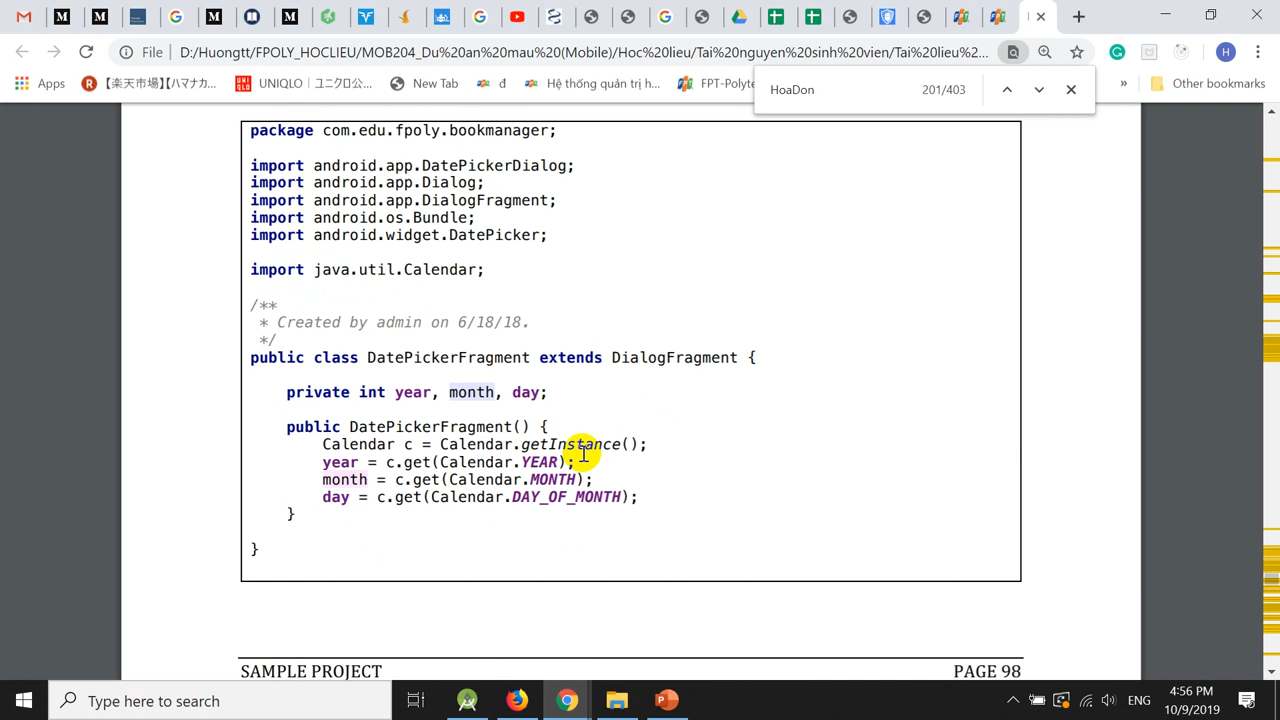 File
D:/Huongtt/FPOLY_HOCLIEU/MOB204_Du%20an%20mau%20(Mobile)/Hoc%20lieu/Tai%20nguyen%20sinh%20vien/Tai%20lieu%2...
H
Apps
R
【楽天市場】【ハマナカ...
UNIQLO | ユニクロ公...
New Tab
đ
Hệ thống quản trị h...
FPT-Polyte
»
Other bookmarks
HoaDon
201/403
package com.edu.fpoly.bookmanager;
import android.app.DatePickerDialog;
import android.app.Dialog;
import android.app.DialogFragment;
import android.os.Bundle;
import android.widget.DatePicker;
import java.util.Calendar;
/**
* Created by admin on 6/18/18.
*/
public class DatePickerFragment extends DialogFragment {
private int year, month, day;
public DatePickerFragment() {
Calendar c = Calendar.getInstance();
year = c.get(Calendar.YEAR);
month = c.get(Calendar.MONTH);
day = c.get(Calendar.DAY_OF_MONTH);
}
}
SAMPLE PROJECT
PAGE 98
Type here to search
ENG
4:56 PM
10/9/2019